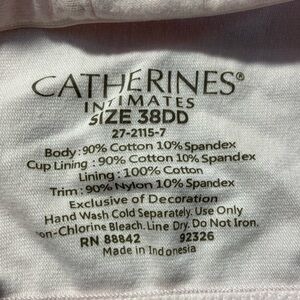 CATHERINES®
INTIMATES
SIZE 38DD
27-2115-7
Body: 90% Cotton 10% Spandex
Cup Lining: 90% Cotton 10% Spandex
Lining: 100% Cotton
Trim: 90% Nylon 10% Spandex
Exclusive of Decoration
Hand Wash Cold Separately. Use Only
on-Chlorine Bleach. Line Dry. Do Not Iron.
RN 88842 92326
Made in Indonesia